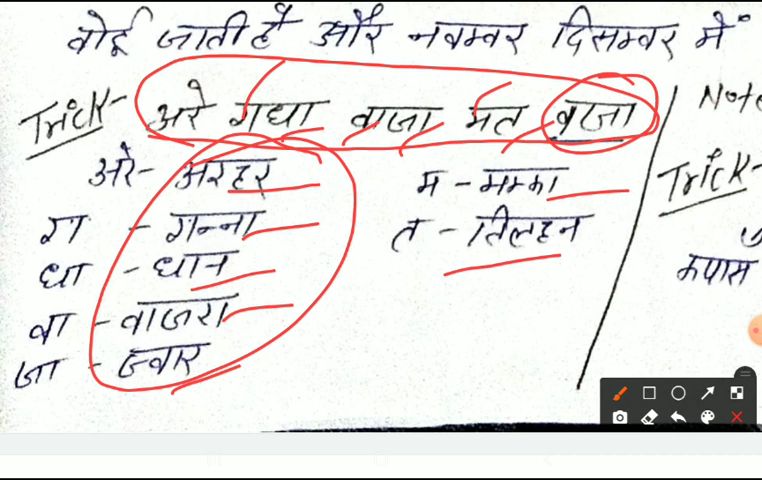 बोई जाती है और नवम्बर दिसम्बर में
Trick- अरे गधा बाजा मत बजा
अरे- अरहर
गा - गन्ना
धा - धान
बा - बाजरा
जा - ज्वार
म - मक्का
त - तिलहन
Note
Trick-
कपास